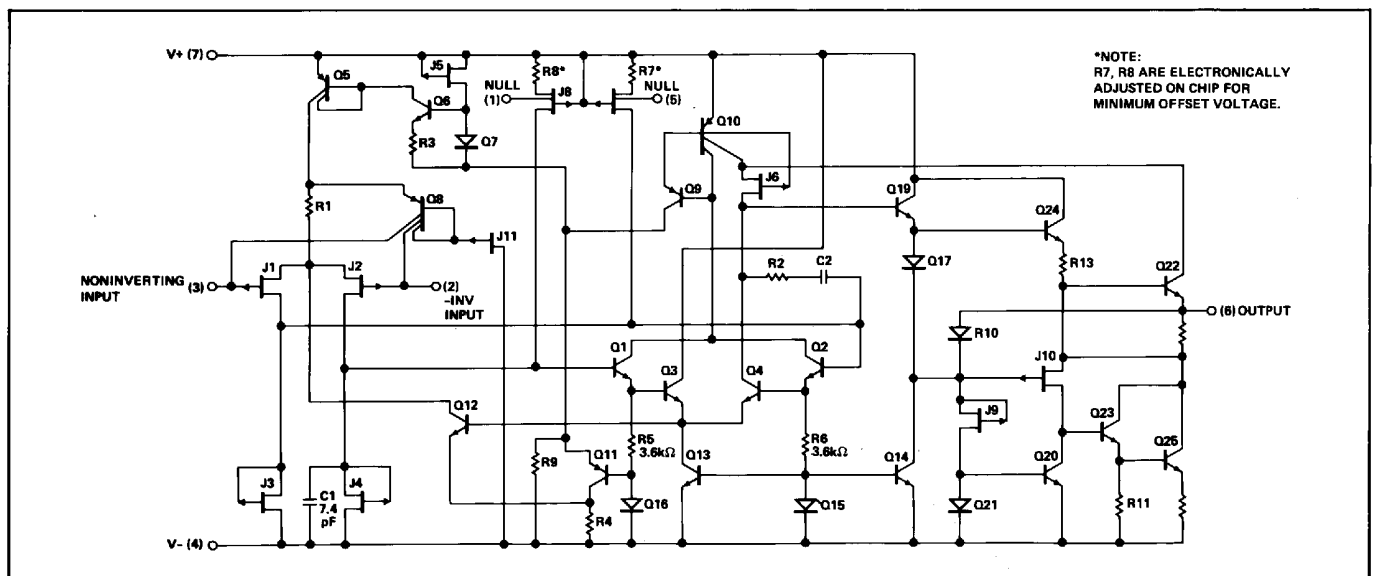 V+ (7)
Q5
J5
Q6
Q7
R3
R8*
NULL
(1)
J8
R7*
NULL
(5)
*NOTE:
R7, R8 ARE ELECTRONICALLY
ADJUSTED ON CHIP FOR
MINIMUM OFFSET VOLTAGE.
Q10
J6
Q9
Q19
Q24
R1
Q8
J11
Q17
R13
Q22
NONINVERTING (3)
INPUT
J1
J2
(2)
-INV
INPUT
R2
C2
(6) OUTPUT
R10
Q1
Q2
Q3
Q4
J10
J9
Q23
Q25
Q12
R5
3.6kΩ
R6
3.6kΩ
R9
Q11
Q13
Q14
Q20
J3
C1
7.4
pF
J4
Q16
R4
Q15
Q21
R11
V- (4)